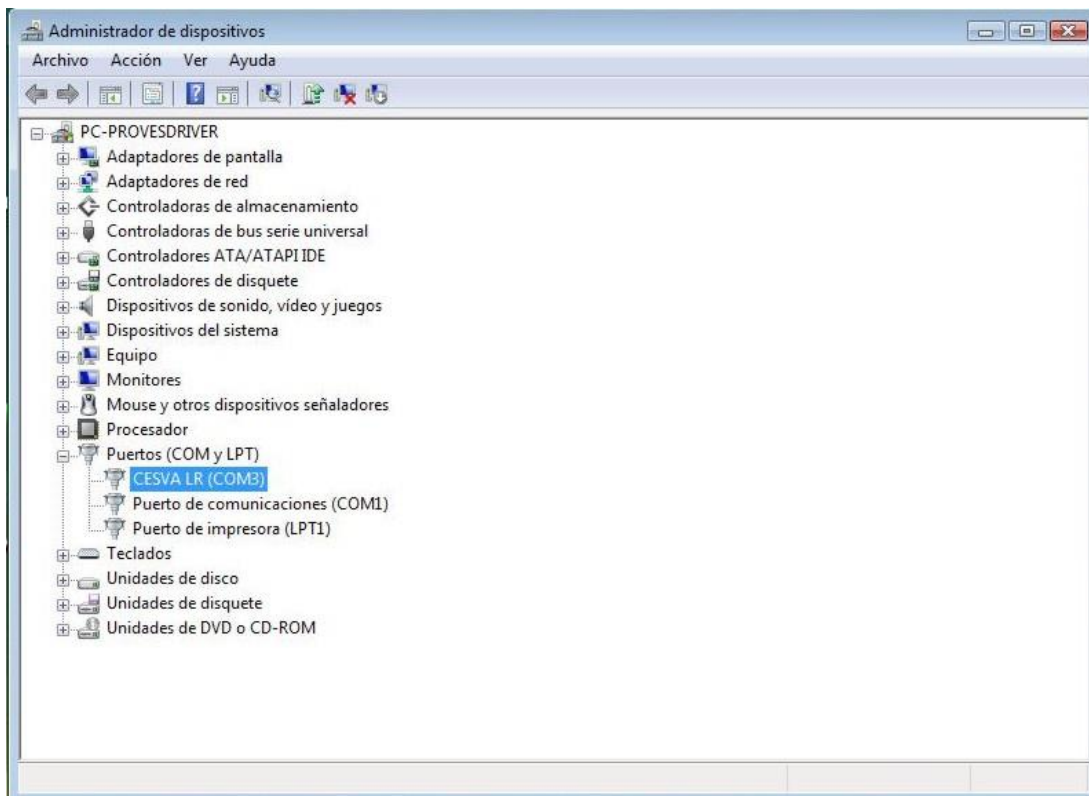 Administrador de dispositivos
Archivo Acción Ver Ayuda
PC-PROVESDRIVER
Adaptadores de pantalla
Adaptadores de red
Controladoras de almacenamiento
Controladoras de bus serie universal
Controladores ATA/ATAPI IDE
Controladores de disquete
Dispositivos de sonido, vídeo y juegos
Dispositivos del sistema
Equipo
Monitores
Mouse y otros dispositivos señaladores
Procesador
Puertos (COM y LPT)
CESVA LR (COM3)
Puerto de comunicaciones (COM1)
Puerto de impresora (LPT1)
Teclados
Unidades de disco
Unidades de disquete
Unidades de DVD o CD-ROM